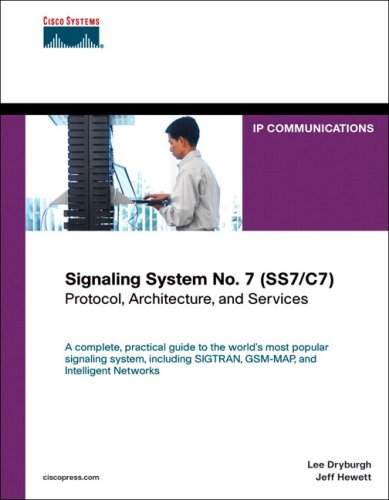 CISCO SYSTEMS
IP COMMUNICATIONS
Signaling System No. 7 (SS7/C7)
Protocol, Architecture, and Services
A complete, practical guide to the world's most popular
signaling system, including SIGTRAN, GSM-MAP, and
Intelligent Networks
Lee Dryburgh
ciscopress.com
Jeff Hewett